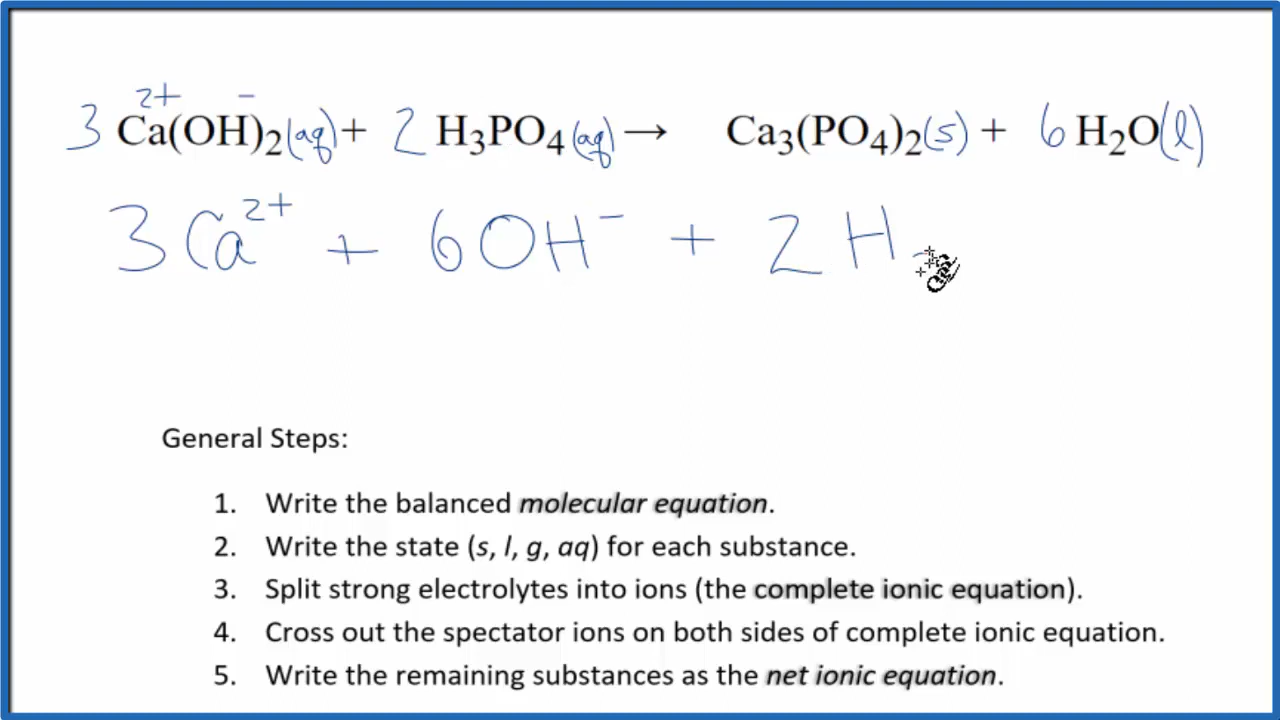 3 Ca(OH)₂(aq) + 2 H₃PO₄(aq) → Ca₃(PO₄)₂(s) + 6 H₂O(l)
2+ −
3 Ca²⁺ + 6 OH⁻ + 2 H
General Steps:
1. Write the balanced molecular equation.
2. Write the state (s, l, g, aq) for each substance.
3. Split strong electrolytes into ions (the complete ionic equation).
4. Cross out the spectator ions on both sides of complete ionic equation.
5. Write the remaining substances as the net ionic equation.